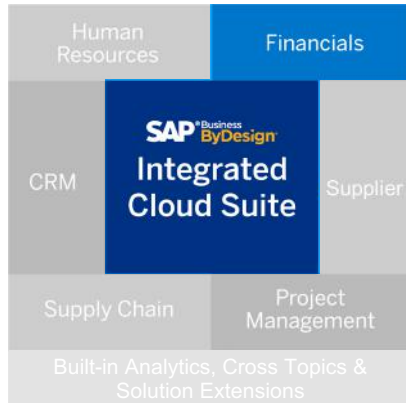 Human
Resources
Financials
SAP® Business
ByDesign
Integrated
Cloud Suite
CRM
Supplier
Supply Chain
Project
Management
Built-in Analytics, Cross Topics &
Solution Extensions